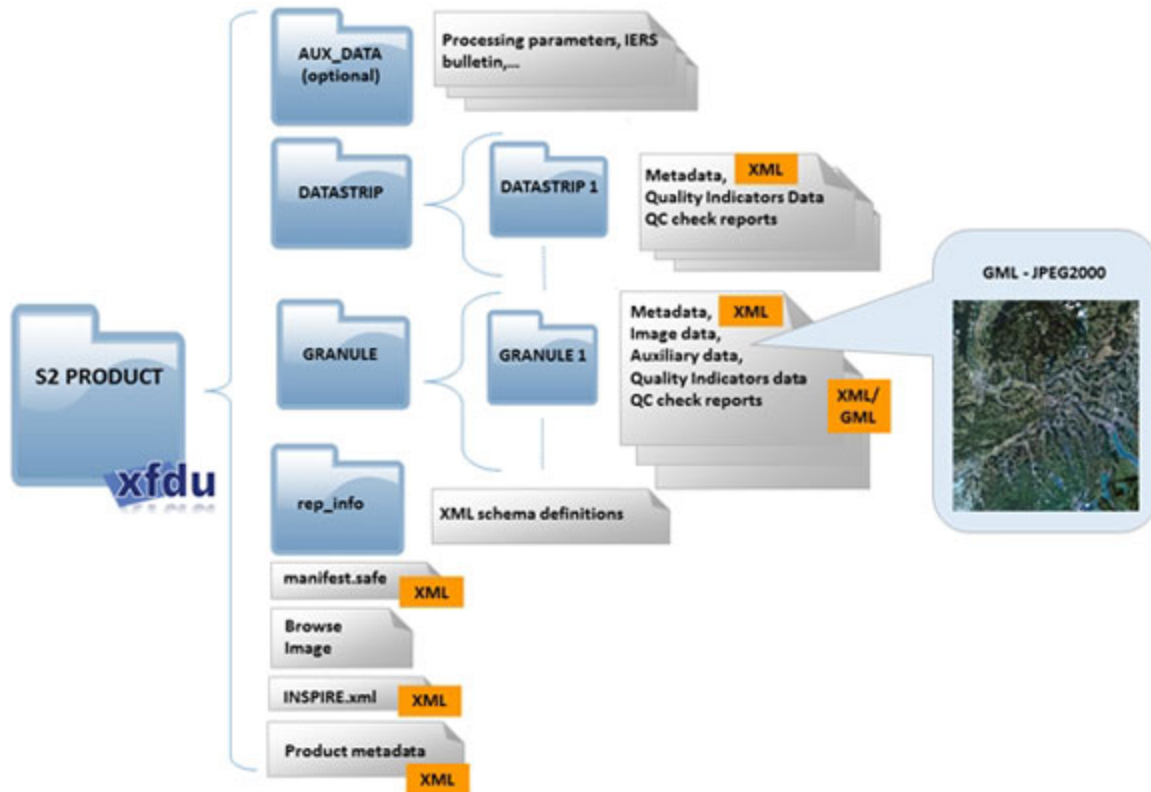 AUX_DATA
(optional)
Processing parameters, IERS
bulletin,...
DATASTRIP
DATASTRIP 1
Metadata, XML
Quality Indicators Data
QC check reports
GML - JPEG2000
S2 PRODUCT
xfdu
GRANULE
GRANULE 1
Metadata, XML
Image data,
Auxiliary data,
Quality Indicators data
QC check reports
XML/
GML
rep_info
XML schema definitions
manifest.safe
XML
Browse
Image
INSPIRE.xml
XML
Product metadata
XML